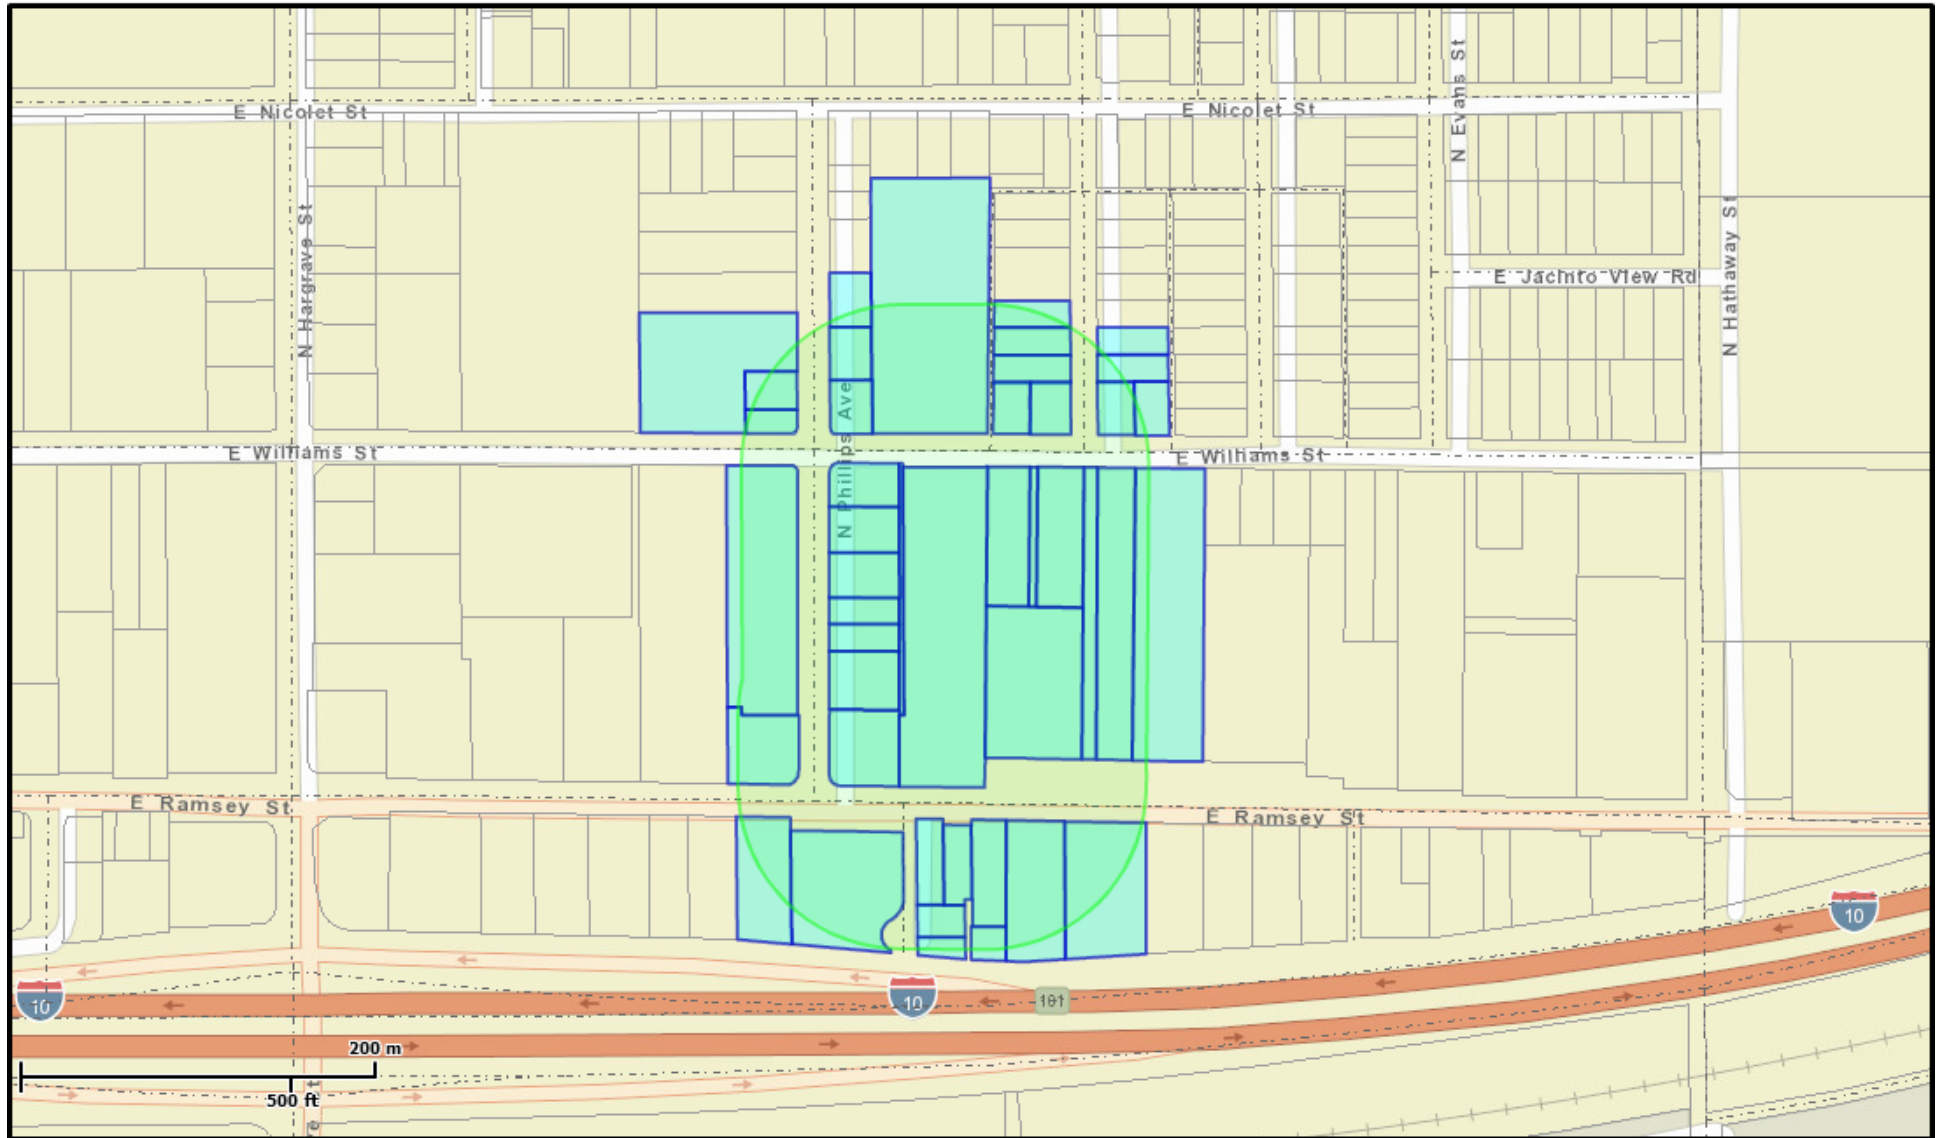 E Nicolet St
E Nicolet St
N Evans St
N Hargrave St
N Hathaway St
E Jacinto View Rd
N Phillips Ave
E Williams St
E Williams St
E Ramsey St
E Ramsey St
10
10
10
101
200 m
500 ft